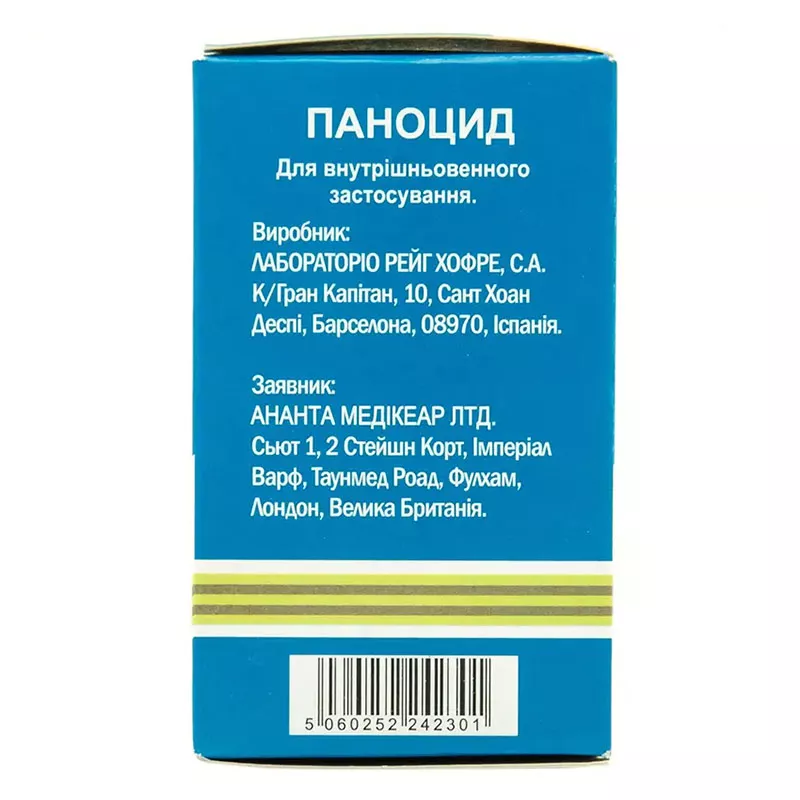 ПАНОЦИД
Для внутрішньовенного
застосування.
Виробник:
ЛАБОРАТОРІО РЕЙГ ХОФРЕ, С.А.
К/Гран Капітан, 10, Сант Хоан
Деспі, Барселона, 08970, Іспанія.
Заявник:
АНАНТА МЕДІКЕАР ЛТД.
Сьют 1, 2 Стейшн Корт, Імперіал
Варф, Таунмед Роад, Фулхам,
Лондон, Велика Британія.
5 060252 242301